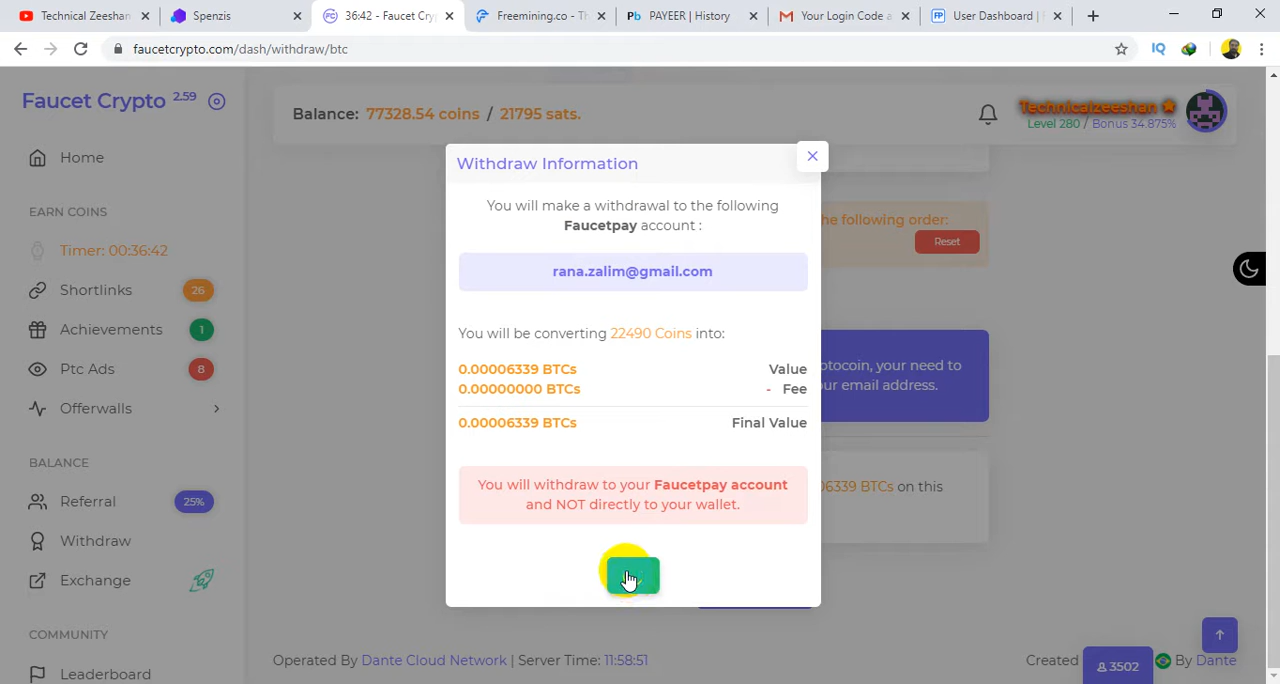 Technical Zeeshan
Spenzis
36:42 - Faucet Cry
Freemining.co - Th
Pb PAYEER | History
Your Login Code a
FP User Dashboard |
faucetcrypto.com/dash/withdraw/btc
IQ
Faucet Crypto 2.59
Balance: 77328.54 coins / 21795 sats.
Technicalzeeshan
Level 280 / Bonus 34.875%
Home
EARN COINS
Timer: 00:36:42
Shortlinks 26
Achievements 1
Ptc Ads 8
Offerwalls
BALANCE
Referral 25%
Withdraw
Exchange
COMMUNITY
Leaderboard
Withdraw Information
You will make a withdrawal to the following
Faucetpay account :
rana.zalim@gmail.com
You will be converting 22490 Coins into:
0.00006339 BTCs Value
0.00000000 BTCs - Fee
0.00006339 BTCs Final Value
You will withdraw to your Faucetpay account
and NOT directly to your wallet.
he following order:
Reset
ptocoin, your need to
ur email address.
06339 BTCs on this
Operated By Dante Cloud Network | Server Time: 11:58:51
Created
3502
By Dante